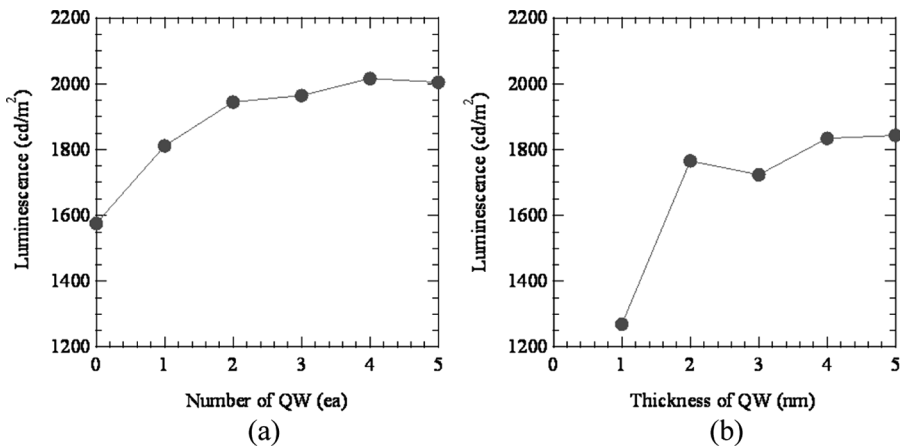 2200
2000
1800
1600
1400
1200
Luminescence (cd/m²)
0 1 2 3 4 5
Number of QW (ea)
(a)
2200
2000
1800
1600
1400
1200
Luminescence (cd/m²)
0 1 2 3 4 5
Thickness of QW (nm)
(b)